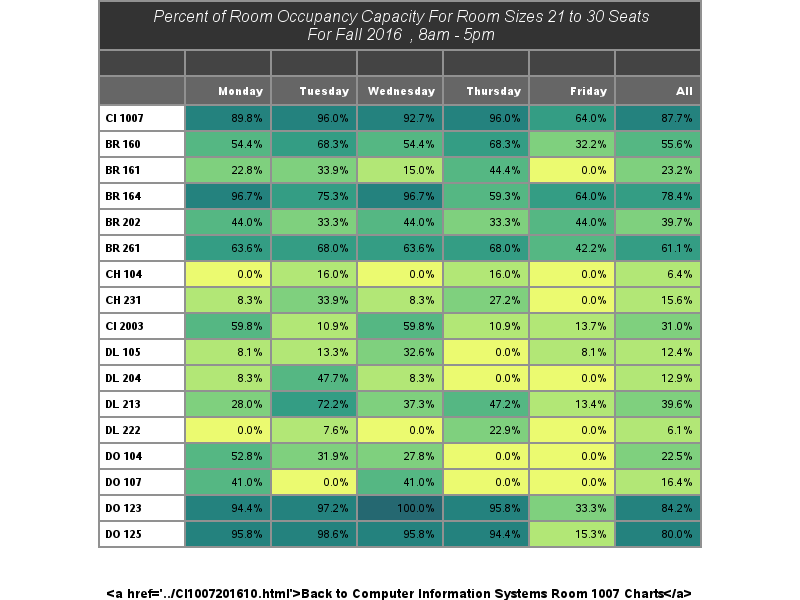 Percent of Room Occupancy Capacity For Room Sizes 21 to 30 Seats
For Fall 2016 , 8am - 5pm
Monday Tuesday Wednesday Thursday Friday All
CI 1007 89.8% 96.0% 92.7% 96.0% 64.0% 87.7%
BR 160 54.4% 68.3% 54.4% 68.3% 32.2% 55.6%
BR 161 22.8% 33.9% 15.0% 44.4% 0.0% 23.2%
BR 164 96.7% 75.3% 96.7% 59.3% 64.0% 78.4%
BR 202 44.0% 33.3% 44.0% 33.3% 44.0% 39.7%
BR 261 63.6% 68.0% 63.6% 68.0% 42.2% 61.1%
CH 104 0.0% 16.0% 0.0% 16.0% 0.0% 6.4%
CH 231 8.3% 33.9% 8.3% 27.2% 0.0% 15.6%
CI 2003 59.8% 10.9% 59.8% 10.9% 13.7% 31.0%
DL 105 8.1% 13.3% 32.6% 0.0% 8.1% 12.4%
DL 204 8.3% 47.7% 8.3% 0.0% 0.0% 12.9%
DL 213 28.0% 72.2% 37.3% 47.2% 13.4% 39.6%
DL 222 0.0% 7.6% 0.0% 22.9% 0.0% 6.1%
DO 104 52.8% 31.9% 27.8% 0.0% 0.0% 22.5%
DO 107 41.0% 0.0% 41.0% 0.0% 0.0% 16.4%
DO 123 94.4% 97.2% 100.0% 95.8% 33.3% 84.2%
DO 125 95.8% 98.6% 95.8% 94.4% 15.3% 80.0%
<a href='../CI1007201610.html'>Back to Computer Information Systems Room 1007 Charts</a>